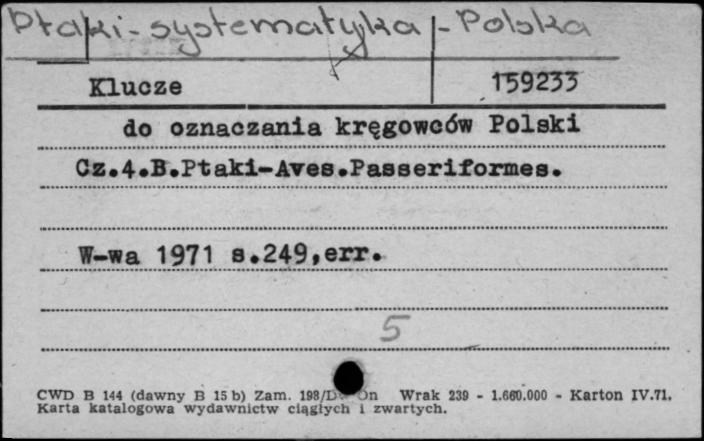 Ptaki-systematyka-Polska
Klucze 159233
do oznaczania kręgowców Polski
Cz.4.B.Ptaki-Aves.Passeriformes.
W-wa 1971 s.249,err.
5
CWD B 144 (dawny B 15 b) Zam. 198/D On Wrak 239 - 1.660.000 - Karton IV.71.
Karta katalogowa wydawnictw ciągłych i zwartych.